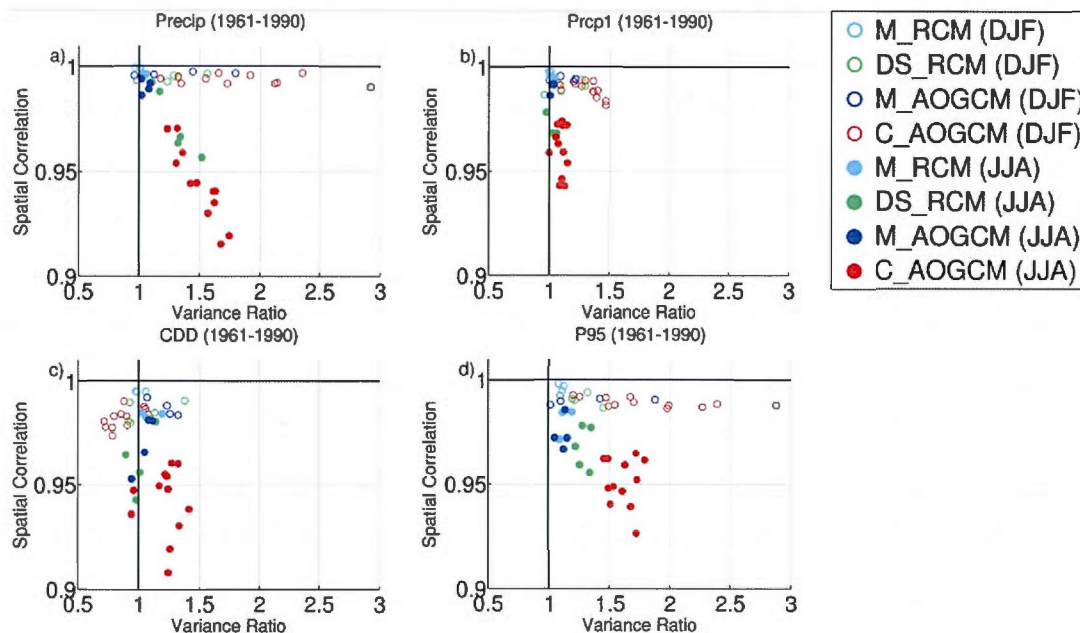 Precip (1961-1990)
a)
1
0.95
0.9
Spatial Correlation
0.5 1 1.5 2 2.5 3
Variance Ratio
Prcp1 (1961-1990)
b)
1
0.95
0.9
Spatial Correlation
0.5 1 1.5 2 2.5 3
Variance Ratio
M_RCM (DJF)
DS_RCM (DJF)
M_AOGCM (DJF)
C_AOGCM (DJF)
M_RCM (JJA)
DS_RCM (JJA)
M_AOGCM (JJA)
C_AOGCM (JJA)
CDD (1961-1990)
c)
1
0.95
0.9
Spatial Correlation
0.5 1 1.5 2 2.5 3
Variance Ratio
P95 (1961-1990)
d)
1
0.95
0.9
Spatial Correlation
0.5 1 1.5 2 2.5 3
Variance Ratio